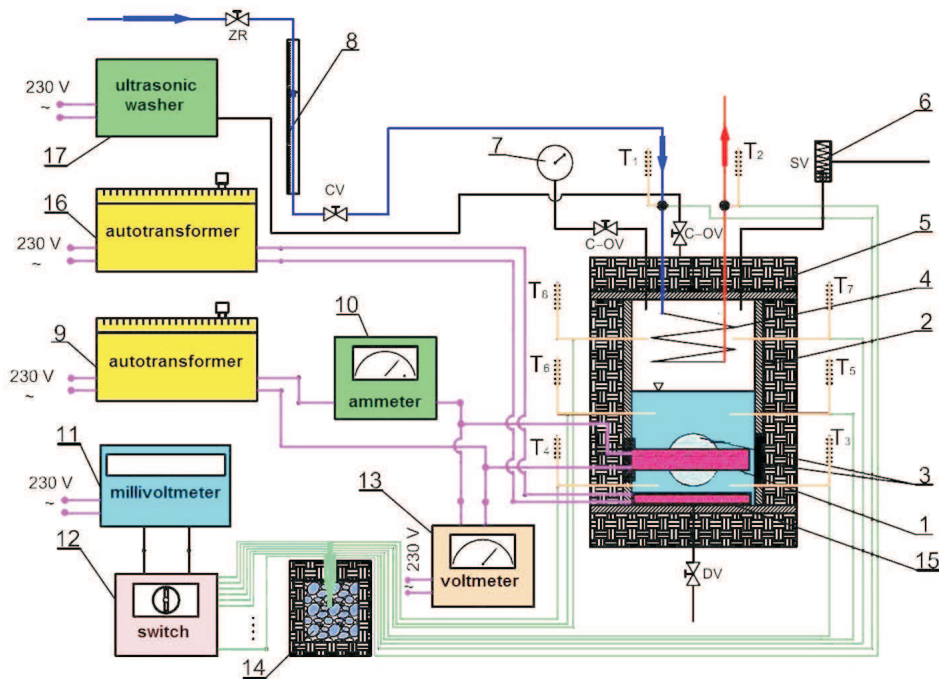 ZR
8
230 V
~
ultrasonic
washer
17
7
6
SV
T1
T2
CV
C–OV
C–OV
16
autotransformer
230 V
~
5
4
T8
T7
2
10
9
autotransformer
230 V
~
ammeter
T6
T5
11
230 V
~
millivoltmeter
T4
T3
3
13
1
12
switch
230 V
~
voltmeter
15
DV
14